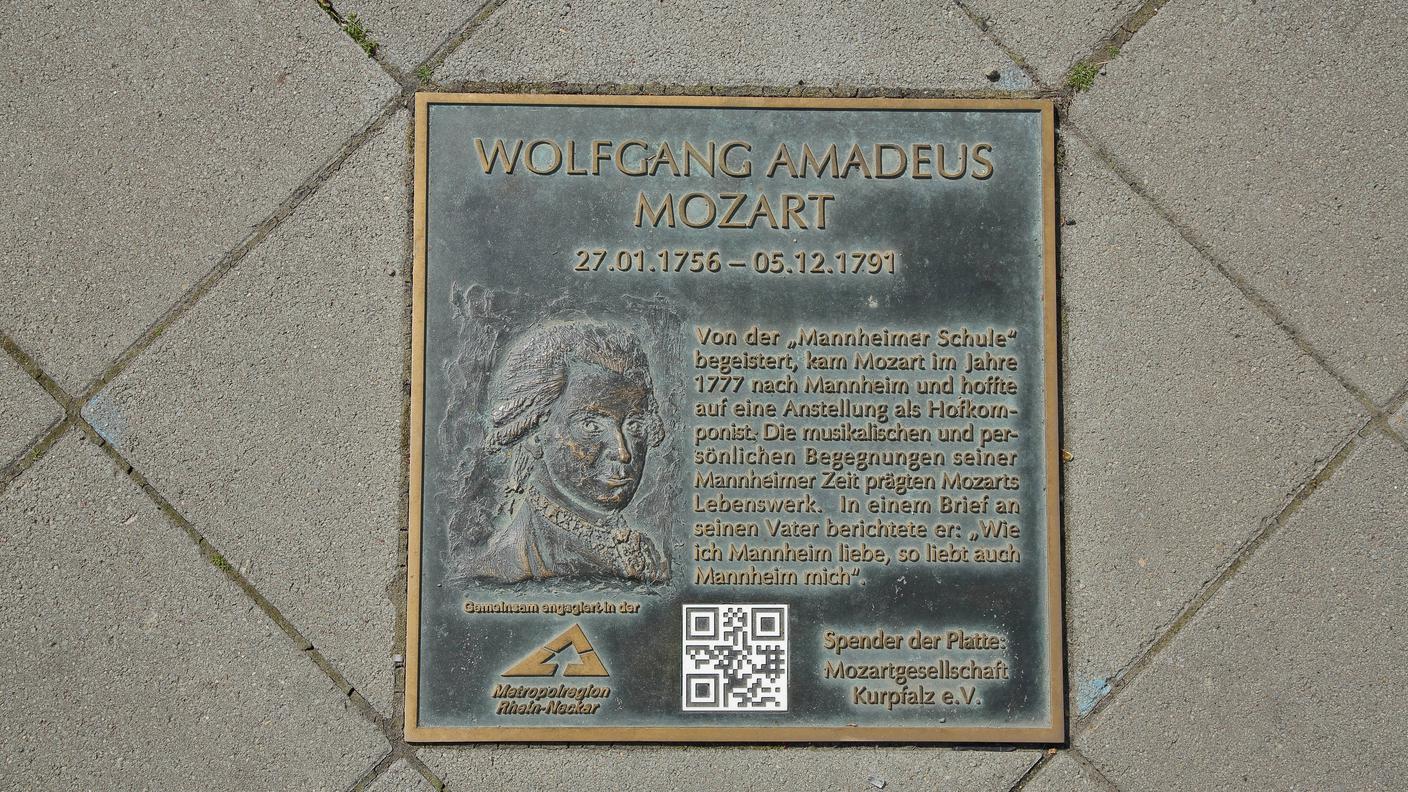 WOLFGANG AMADEUS
MOZART
27.01.1756 – 05.12.1791
Von der „Mannheimer Schule“
begeistert, kam Mozart im Jahre
1777 nach Mannheim und hoffte
auf eine Anstellung als Hofkom-
ponist. Die musikalischen und per-
sönlichen Begegnungen seiner
Mannheimer Zeit prägten Mozarts
Lebenswerk. In einem Brief an
seinen Vater berichtete er: „Wie
ich Mannheim liebe, so liebt auch
Mannheim mich“.
Gemeinsam engagiert in der
Metropolregion
Rhein-Neckar
Spender der Platte:
Mozartgesellschaft
Kurpfalz e.V.